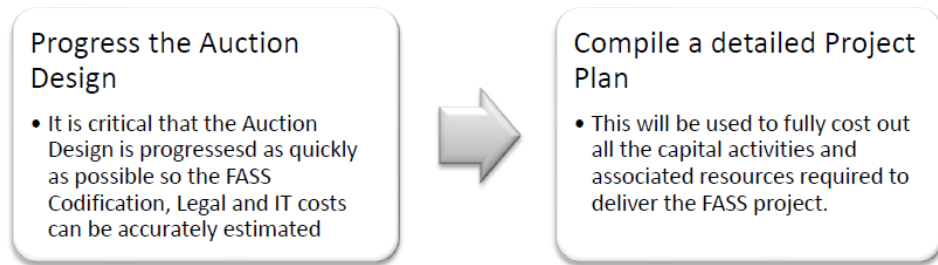 Progress the Auction
Design
• It is critical that the Auction
Design is progressesd as quickly
as possible so the FASS
Codification, Legal and IT costs
can be accurately estimated
Compile a detailed Project
Plan
• This will be used to fully cost out
all the capital activities and
associated resources required to
deliver the FASS project.